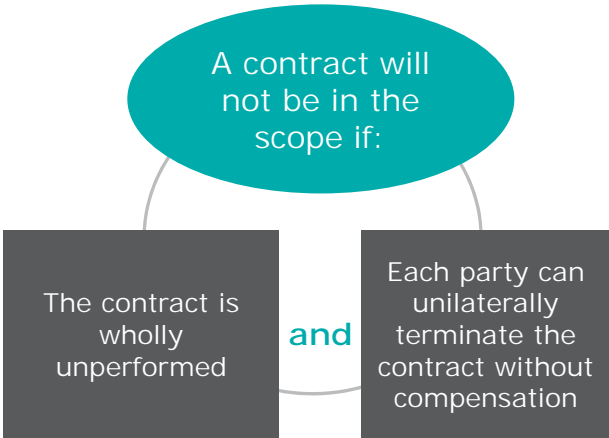 A contract will
not be in the
scope if:
The contract is
wholly
unperformed
and
Each party can
unilaterally
terminate the
contract without
compensation